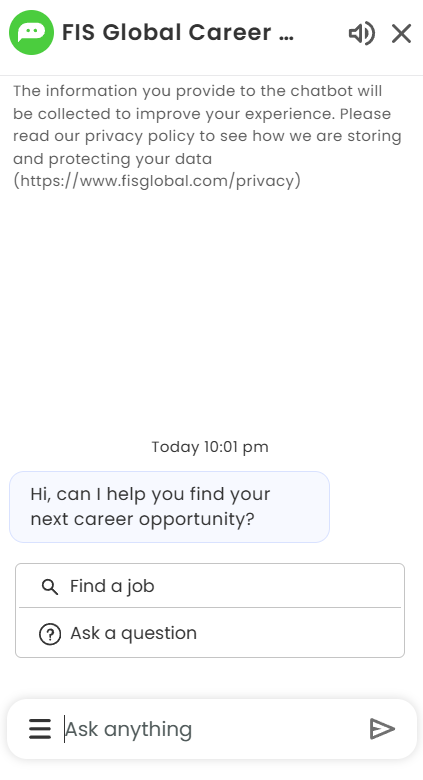 FIS Global Career ...
The information you provide to the chatbot will
be collected to improve your experience. Please
read our privacy policy to see how we are storing
and protecting your data
(https://www.fisglobal.com/privacy)
Today 10:01 pm
Hi, can I help you find your
next career opportunity?
Find a job
Ask a question
Ask anything